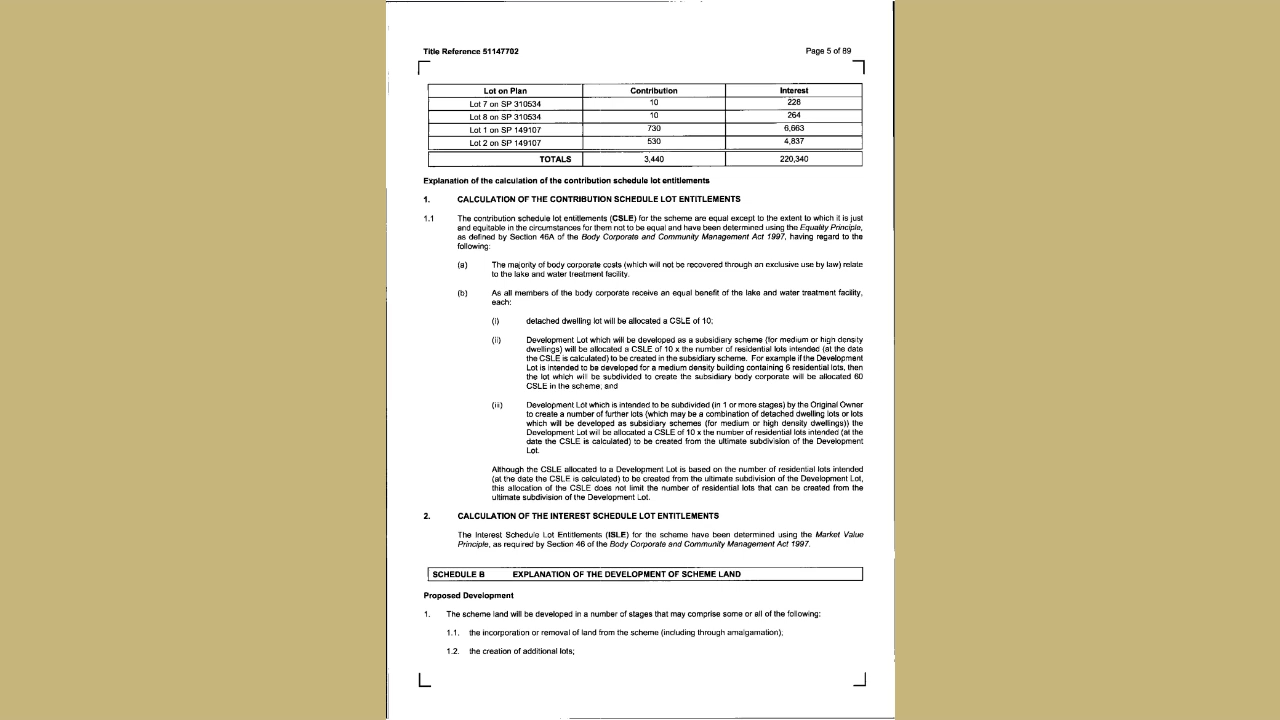 Title Reference 51147702 Page 5 of 89
Lot on Plan Contribution Interest
Lot 7 on SP 310534 10 228
Lot 8 on SP 310534 10 264
Lot 1 on SP 149107 730 6,663
Lot 2 on SP 149107 530 4,837
TOTALS 3,440 220,340
Explanation of the calculation of the contribution schedule lot entitlements
1. CALCULATION OF THE CONTRIBUTION SCHEDULE LOT ENTITLEMENTS
1.1 The contribution schedule lot entitlements (CSLE) for the scheme are equal except to the extent to which it is just
and equitable in the circumstances for them not to be equal and have been determined using the Equality Principle,
as defined by Section 46A of the Body Corporate and Community Management Act 1997, having regard to the
following:
(a) The majority of body corporate costs (which will not be recovered through an exclusive use by law) relate
to the lake and water treatment facility.
(b) As all members of the body corporate receive an equal benefit of the lake and water treatment facility,
each:
(i) detached dwelling lot will be allocated a CSLE of 10;
(ii) Development Lot which will be developed as a subsidiary scheme (for medium or high density
dwellings) will be allocated a CSLE of 10 x the number of residential lots intended (at the date
the CSLE is calculated) to be created in the subsidiary scheme. For example if the Development
Lot is intended to be developed for a medium density building containing 6 residential lots, then
the lot which will be subdivided to create the subsidiary body corporate will be allocated 60
CSLE in the scheme; and
(iii) Development Lot which is intended to be subdivided (in 1 or more stages) by the Original Owner
to create a number of further lots (which may be a combination of detached dwelling lots or lots
which will be developed as subsidiary schemes (for medium or high density dwellings)) the
Development Lot will be allocated a CSLE of 10 x the number of residential lots intended (at the
date the CSLE is calculated) to be created from the ultimate subdivision of the Development
Lot.
Although the CSLE allocated to a Development Lot is based on the number of residential lots intended
(at the date the CSLE is calculated) to be created from the ultimate subdivision of the Development Lot,
this allocation of the CSLE does not limit the number of residential lots that can be created from the
ultimate subdivision of the Development Lot.
2. CALCULATION OF THE INTEREST SCHEDULE LOT ENTITLEMENTS
The Interest Schedule Lot Entitlements (ISLE) for the scheme have been determined using the Market Value
Principle, as required by Section 46 of the Body Corporate and Community Management Act 1997.
SCHEDULE B EXPLANATION OF THE DEVELOPMENT OF SCHEME LAND
Proposed Development
1. The scheme land will be developed in a number of stages that may comprise some or all of the following:
1.1. the incorporation or removal of land from the scheme (including through amalgamation);
1.2. the creation of additional lots;